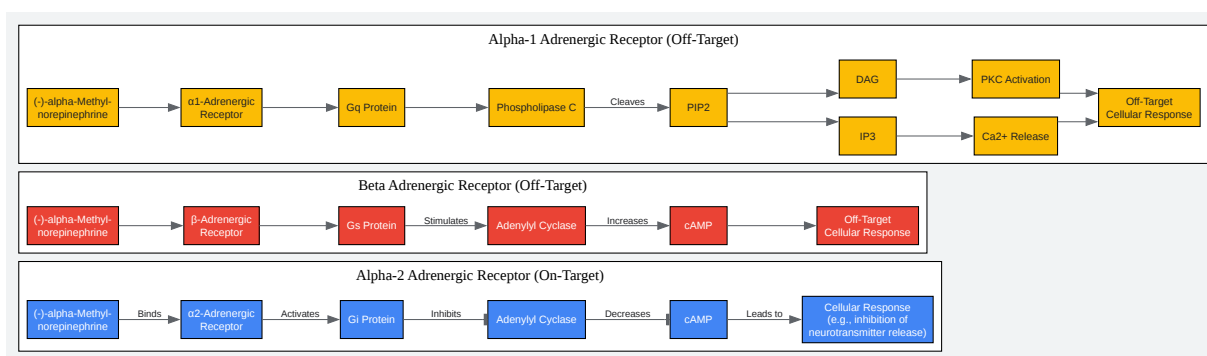 Alpha-1 Adrenergic Receptor (Off-Target)
(-)-alpha-Methyl-
norepinephrine
α1-Adrenergic
Receptor
Gq Protein
Phospholipase C
Cleaves
PIP2
DAG
PKC Activation
IP3
Ca2+ Release
Off-Target
Cellular Response
Beta Adrenergic Receptor (Off-Target)
(-)-alpha-Methyl-
norepinephrine
β-Adrenergic
Receptor
Gs Protein
Stimulates
Adenylyl Cyclase
Increases
cAMP
Off-Target
Cellular Response
Alpha-2 Adrenergic Receptor (On-Target)
(-)-alpha-Methyl-
norepinephrine
Binds
α2-Adrenergic
Receptor
Activates
Gi Protein
Inhibits
Adenylyl Cyclase
Decreases
cAMP
Leads to
Cellular Response
(e.g., inhibition of
neurotransmitter release)